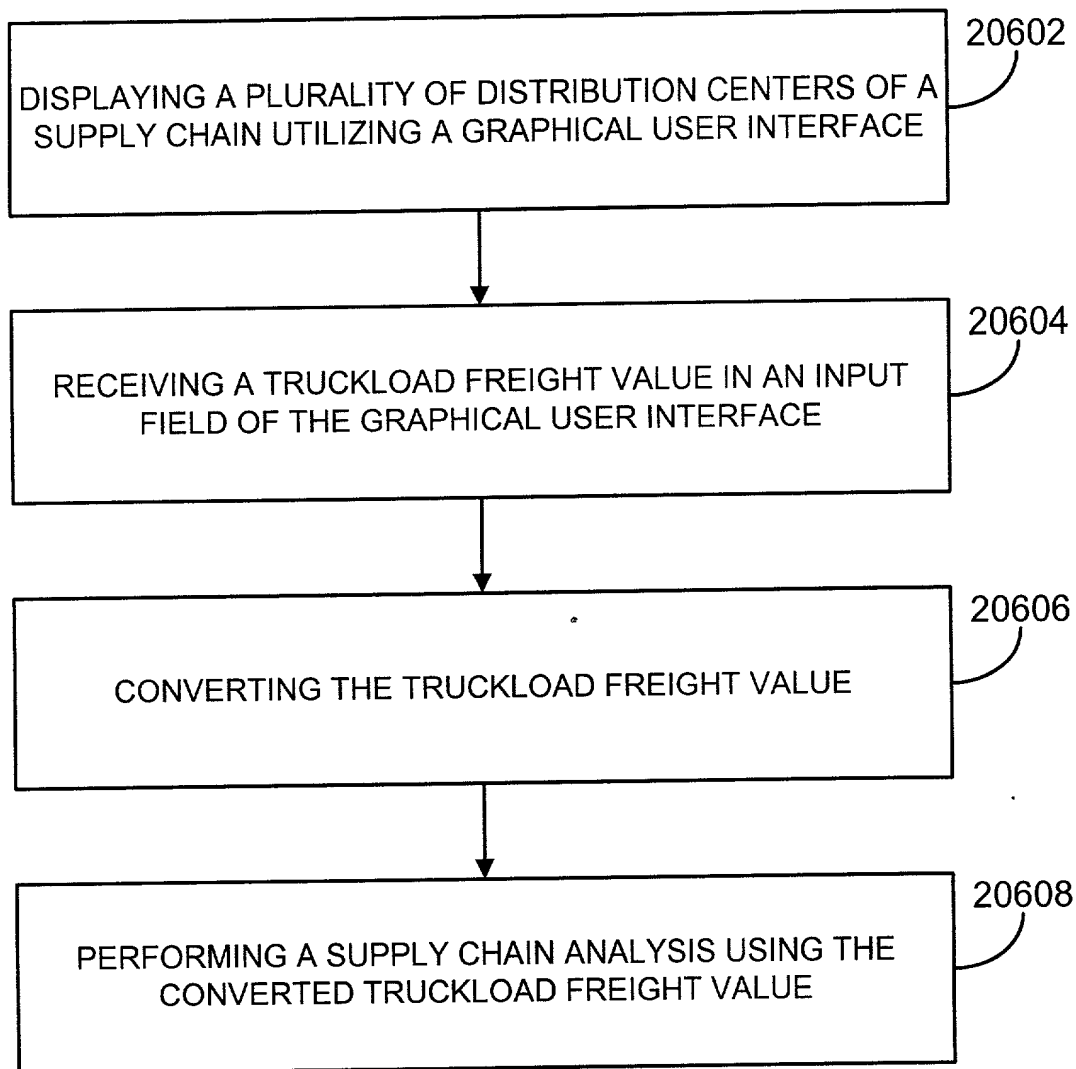 20602
DISPLAYING A PLURALITY OF DISTRIBUTION CENTERS OF A
SUPPLY CHAIN UTILIZING A GRAPHICAL USER INTERFACE
20604
RECEIVING A TRUCKLOAD FREIGHT VALUE IN AN INPUT
FIELD OF THE GRAPHICAL USER INTERFACE
20606
CONVERTING THE TRUCKLOAD FREIGHT VALUE
20608
PERFORMING A SUPPLY CHAIN ANALYSIS USING THE
CONVERTED TRUCKLOAD FREIGHT VALUE